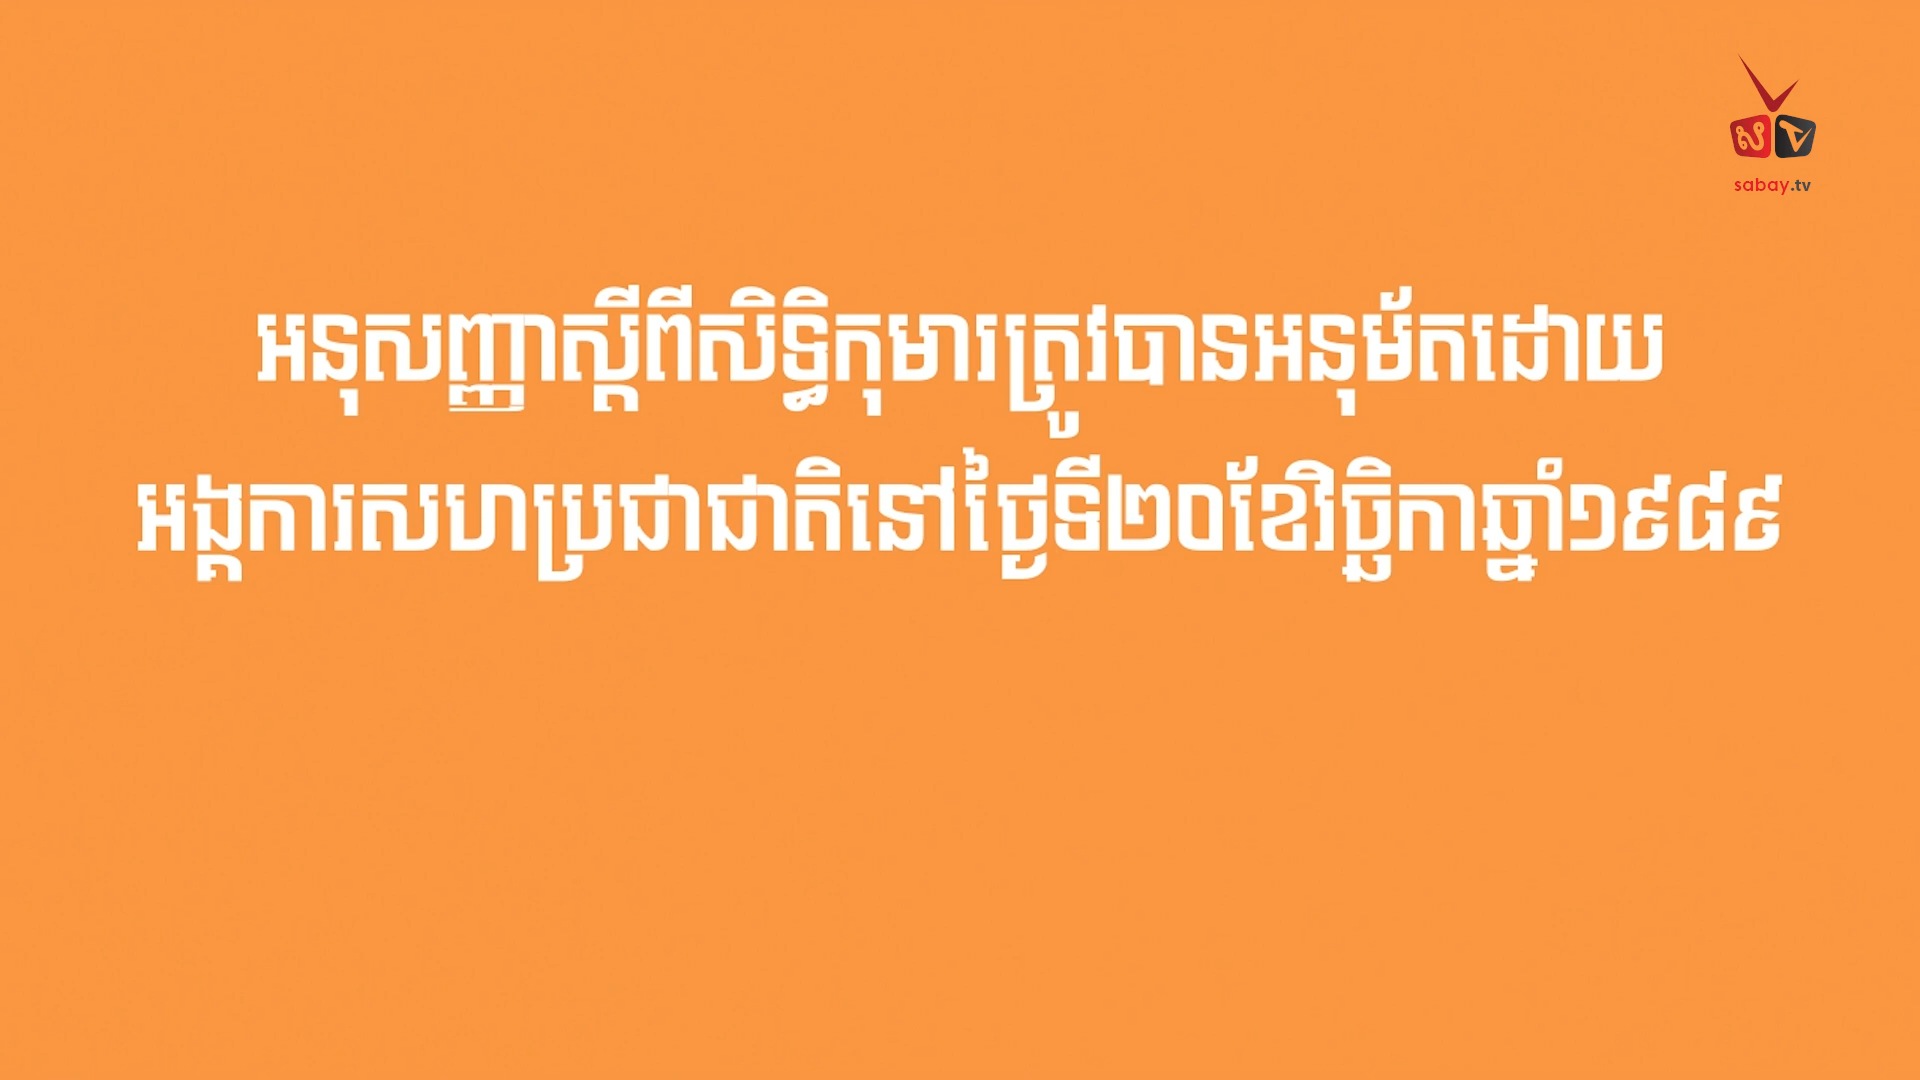 សទ
sabay.tv
អនុសញ្ញាស្តីពីសិទ្ធិកុមារត្រូវបានអនុម័តដោយ
អង្គការសហប្រជាជាតិនៅថ្ងៃទី២០ខែវិច្ឆិកាឆ្នាំ១៩៨៩